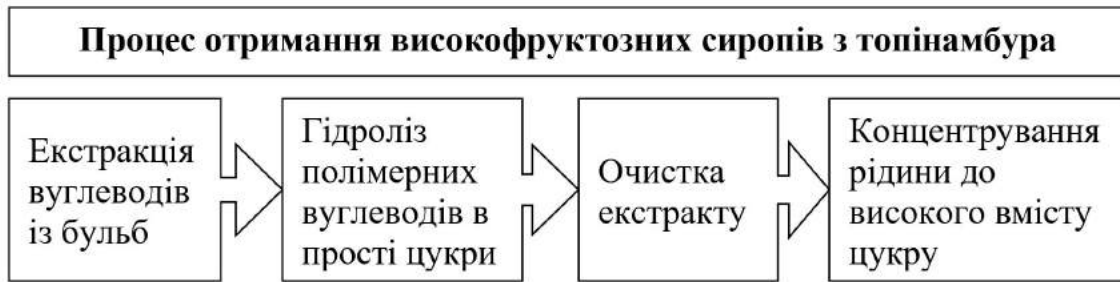 Процес отримання високофруктозних сиропів з топінамбура
Екстракція
вуглеводів
із бульб
Гідроліз
полімерних
вуглеводів в
прості цукри
Очистка
екстракту
Концентрування
рідини до
високого вмісту
цукру